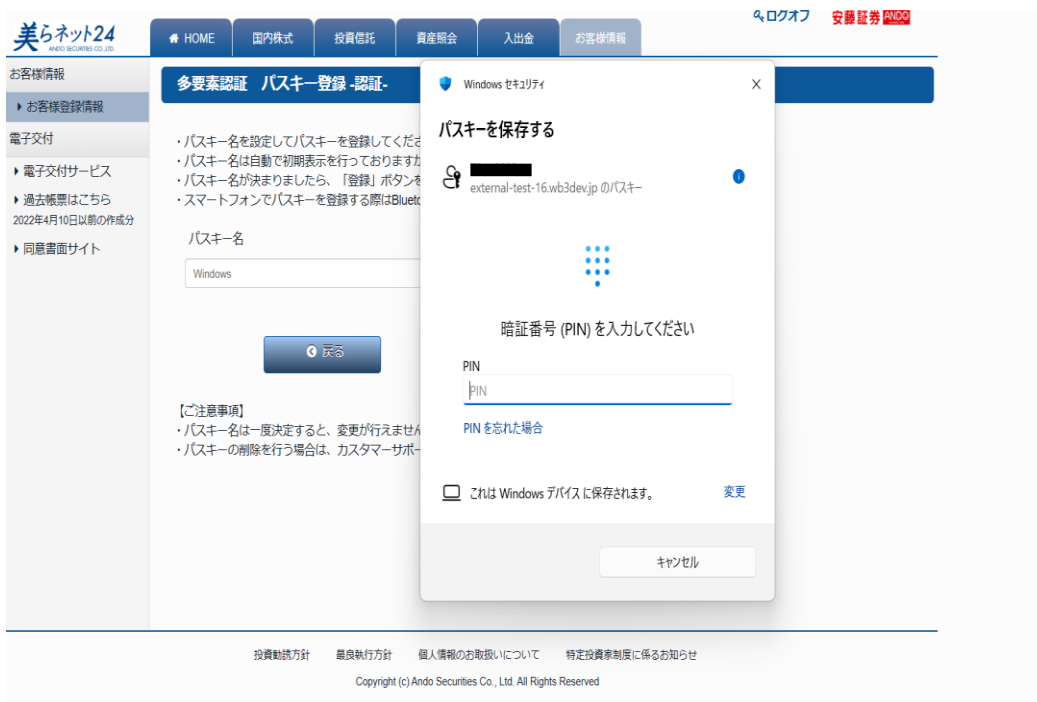 美らネット24
ANDO SECURITIES CO.,LTD.
HOME
国内株式
投資信託
資産照会
入出金
お客様情報
ログオフ
安藤証券 ANDO
お客様情報
お客様登録情報
電子交付
電子交付サービス
過去帳票はこちら
2022年4月10日以前の作成分
同意書面サイト
多要素認証 パスキー登録 -認証-
・パスキー名を設定してパスキーを登録してくださ
・パスキー名は自動で初期表示を行っておりますが
・パスキー名が決まりましたら、「登録」ボタンを
・スマートフォンでパスキーを登録する際はBlueto
パスキー名
Windows
戻る
【ご注意事項】
・パスキー名は一度決定すると、変更が行えません
・パスキーの削除を行う場合は、カスタマーサポー
Windows セキュリティ
X
パスキーを保存する
external-test-16.wb3dev.jp のパスキー
暗証番号 (PIN) を入力してください
PIN
PIN
PIN を忘れた場合
これは Windows デバイス に保存されます。
変更
キャンセル
投資勧誘方針
最良執行方針
個人情報のお取扱いについて
特定投資家制度に係るお知らせ
Copyright (c) Ando Securities Co., Ltd. All Rights Reserved